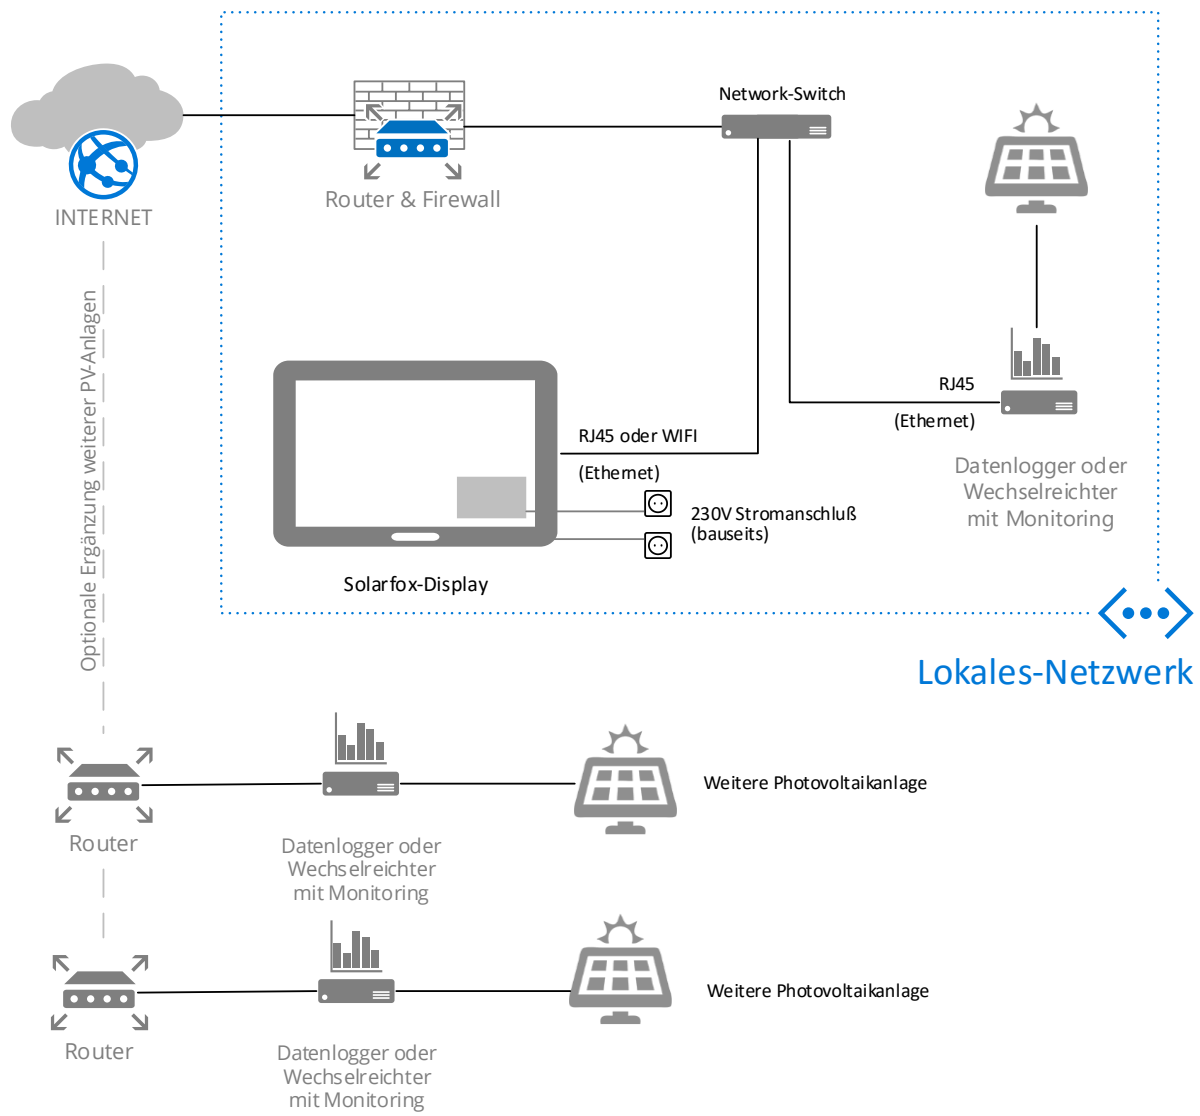 Network-Switch
Router & Firewall
INTERNET
Optionale Ergänzung weiterer PV-Anlagen
RJ45
(Ethernet)
RJ45 oder WIFI
(Ethernet)
Datenlogger oder
Wechselreichter
mit Monitoring
230V Stromanschluß
(bauseits)
Solarfox-Display
Lokales-Netzwerk
Weitere Photovoltaikanlage
Router
Datenlogger oder
Wechselreichter
mit Monitoring
Weitere Photovoltaikanlage
Router
Datenlogger oder
Wechselreichter
mit Monitoring